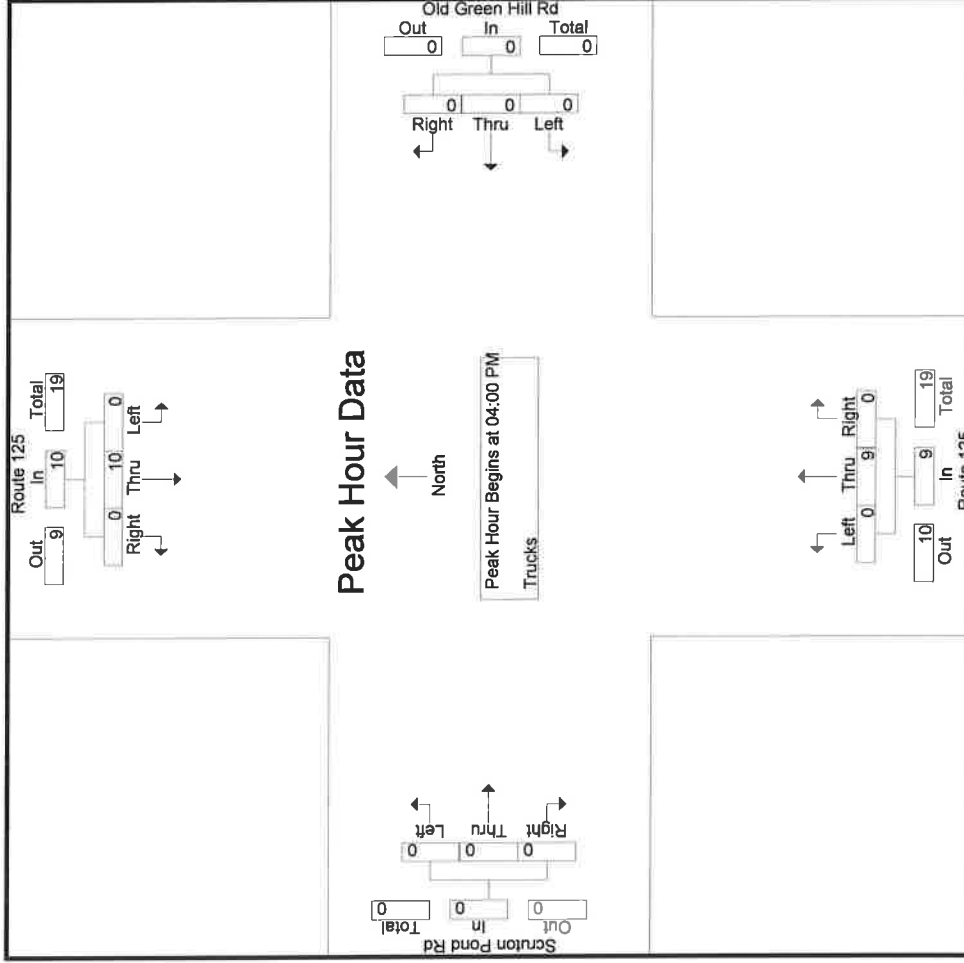 Old Green Hill Rd
Out In Total
0 0 0
0 0 0
Right Thru Left
Route 125
Out In Total
9 10 19
0 10 0
Right Thru Left
Peak Hour Data
North
Peak Hour Begins at 04:00 PM
Trucks
Left Thru Right
0 9 0
10 9 19
Out In Total
Route 125
Left
0
Thru
0
Right
0
Total
0
In
0
Out
0
Scruton Pond Rd